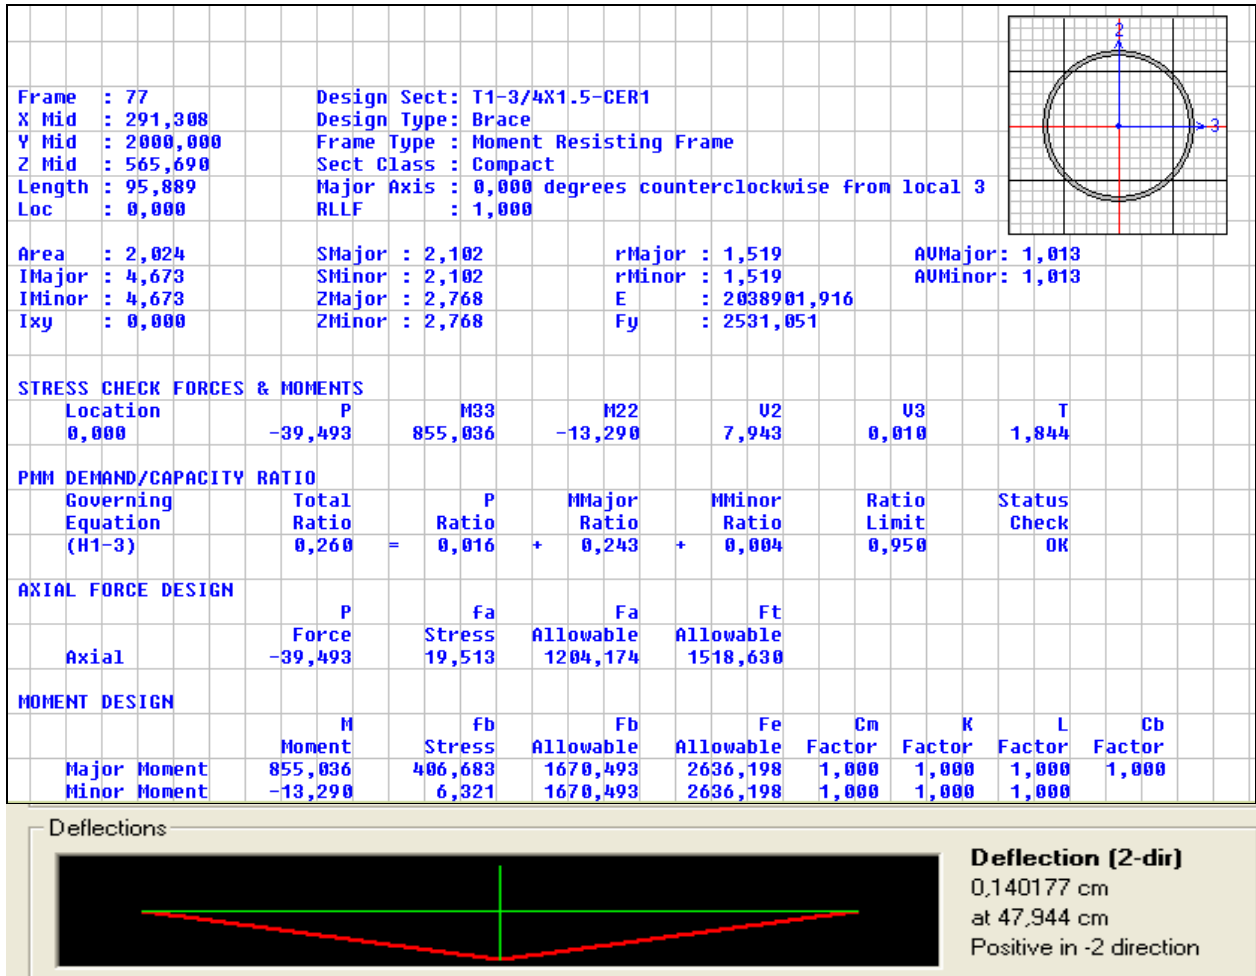 2
3
Frame : 77 Design Sect: T1-3/4X1.5-CER1
X Mid : 291,308 Design Type: Brace
Y Mid : 2000,000 Frame Type : Moment Resisting Frame
Z Mid : 565,690 Sect Class : Compact
Length : 95,889 Major Axis : 0,000 degrees counterclockwise from local 3
Loc : 0,000 RLLF : 1,000
Area : 2,024 SMajor : 2,102 rMajor : 1,519 AVMajor: 1,013
IMajor : 4,673 SMinor : 2,102 rMinor : 1,519 AVMinor: 1,013
IMinor : 4,673 ZMajor : 2,768 E : 2038901,916
Ixy : 0,000 ZMinor : 2,768 Fy : 2531,051
STRESS CHECK FORCES & MOMENTS
Location P M33 M22 V2 V3 T
0,000 -39,493 855,036 -13,290 7,943 0,010 1,844
PMM DEMAND/CAPACITY RATIO
Governing Total P MMajor MMinor Ratio Status
Equation Ratio Ratio Ratio Ratio Limit Check
(H1-3) 0,260 = 0,016 + 0,243 + 0,004 0,950 OK
AXIAL FORCE DESIGN
P fa Fa Ft
Force Stress Allowable Allowable
Axial -39,493 19,513 1204,174 1518,630
MOMENT DESIGN
M fb Fb Fe Cm K L Cb
Moment Stress Allowable Allowable Factor Factor Factor Factor
Major Moment 855,036 406,683 1670,493 2636,198 1,000 1,000 1,000 1,000
Minor Moment -13,290 6,321 1670,493 2636,198 1,000 1,000 1,000
Deflections
Deflection (2-dir)
0,140177 cm
at 47,944 cm
Positive in -2 direction